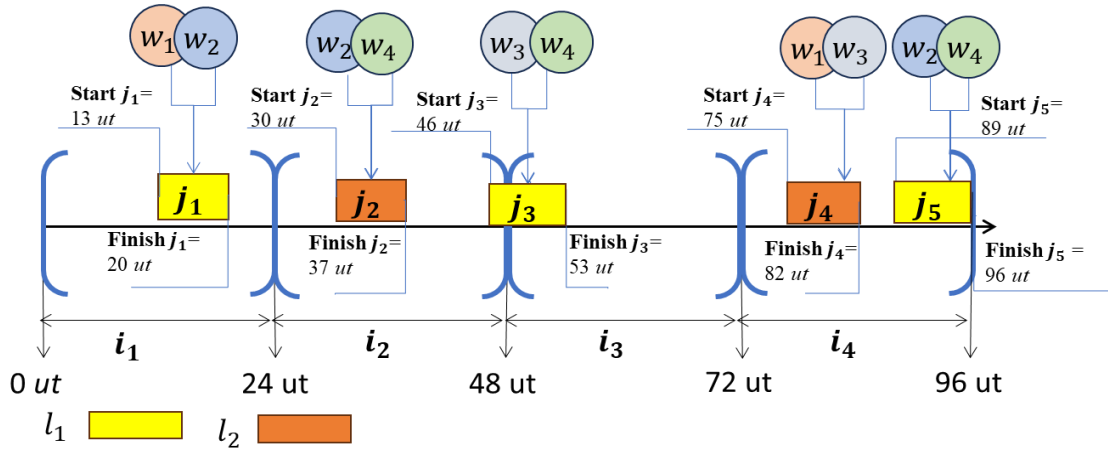 w₁ w₂ w₂ w₄ w₃ w₄ w₁ w₃ w₂ w₄
Start j₁=
13 ut
Start j₂=
30 ut
Start j₃=
46 ut
Start j₄=
75 ut
Start j₅=
89 ut
j₁ j₂ j₃ j₄ j₅
Finish j₁=
20 ut
Finish j₂=
37 ut
Finish j₃=
53 ut
Finish j₄=
82 ut
Finish j₅ =
96 ut
i₁ i₂ i₃ i₄
0 ut 24 ut 48 ut 72 ut 96 ut
l₁ l₂